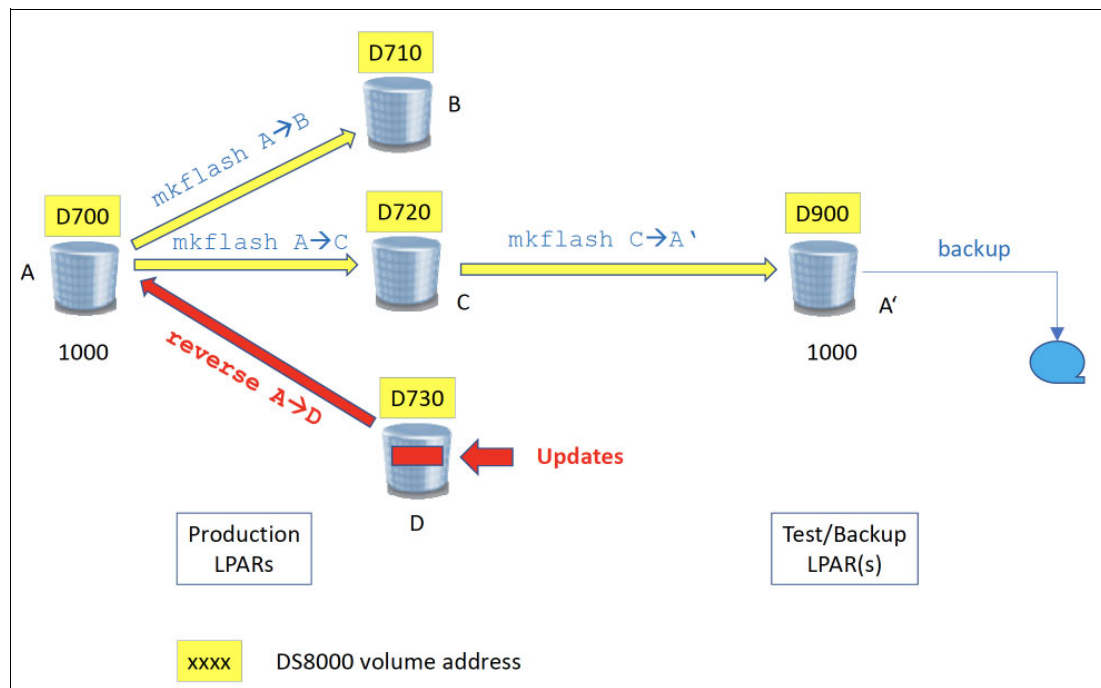 D710
B
mkflash A→B
D700
D720
D900
mkflash A→C
mkflash C→A‘
backup
A
C
A‘
1000
1000
reverse A→D
D730
Updates
D
Production
LPARs
Test/Backup
LPAR(s)
xxxx
DS8000 volume address